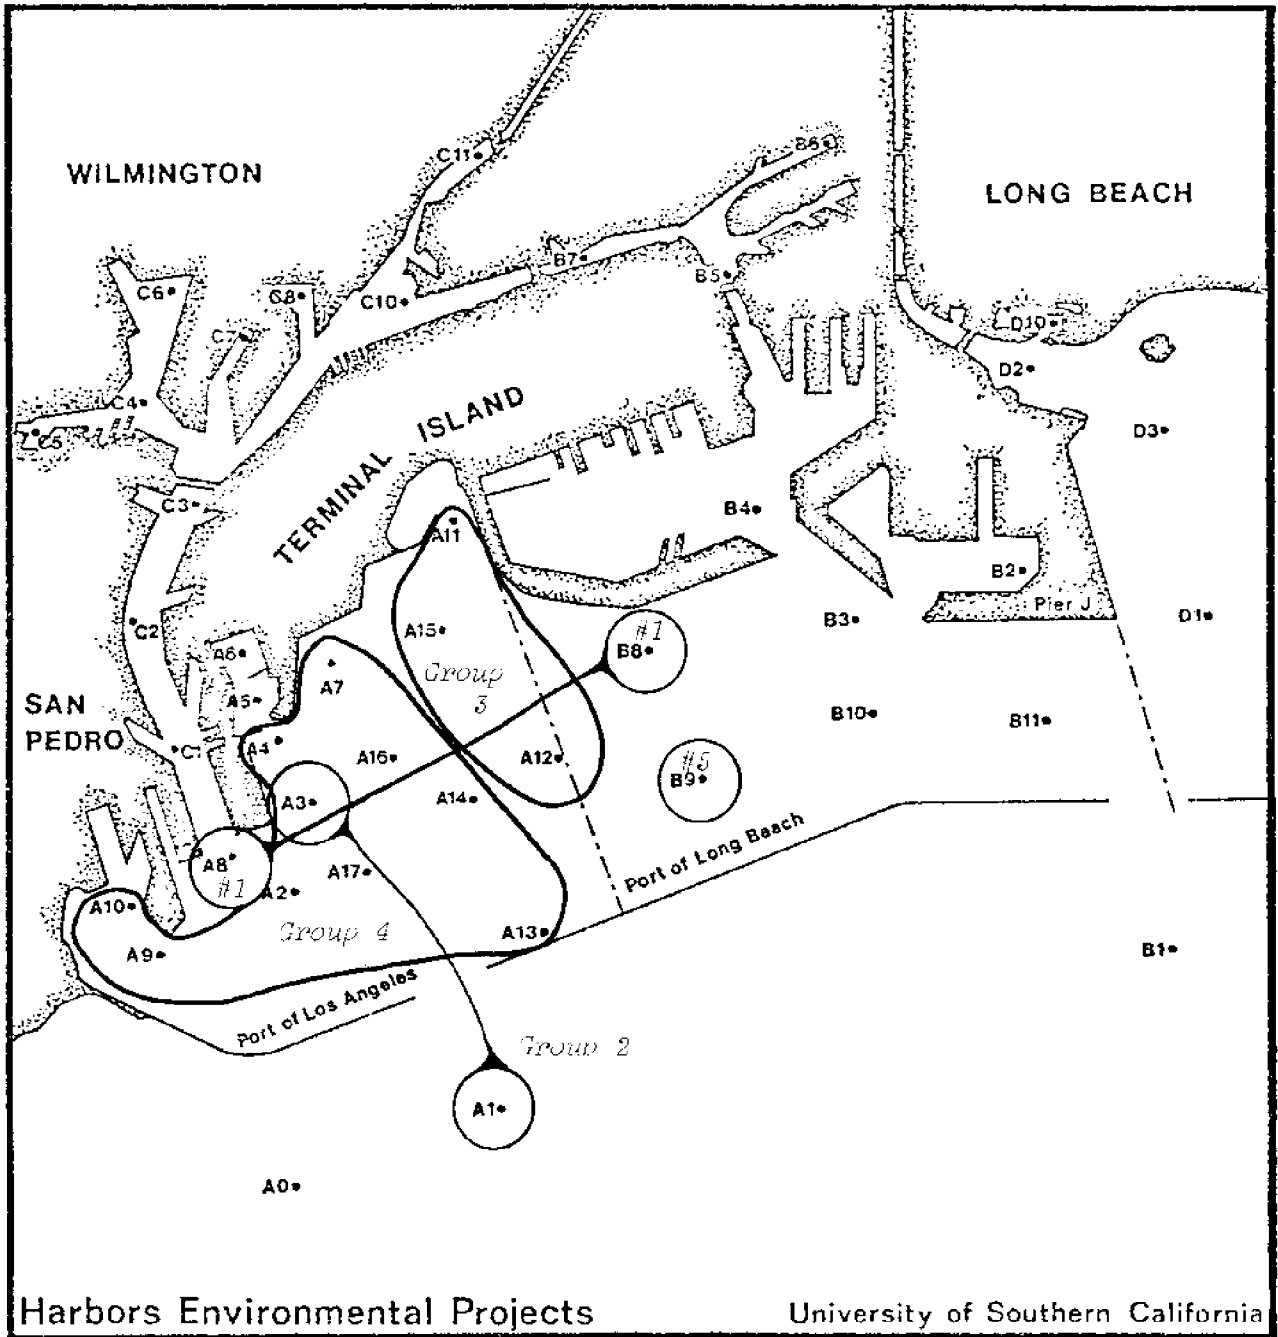 C11
B6
WILMINGTON
LONG BEACH
B7
B5
C6
C8
C10
C7
D10
D2
C4
C5
ISLAND
D3
TERMINAL
C3
B4
A11
B2
Pier J
C2
A15
#1
B8
B3
D1
A6
A7
Group
3
SAN
PEDRO
A5
A4
C1
A16
A12
#5
B9
B10
B11
A3
A14
Port of Long Beach
A8
#1
A17
A2
A10
Group 4
A13
A9
B1
Port of Los Angeles
Group 2
A1
A0
Harbors Environmental Projects
University of Southern California